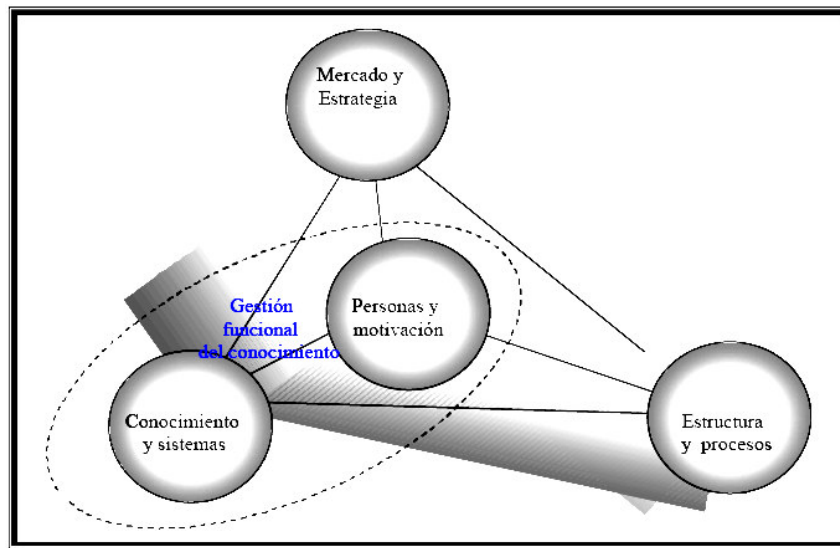 Mercado y
Estrategia
Gestión
funcional
del conocimiento
Personas y
motivación
Conocimiento
y sistemas
Estructura
y procesos